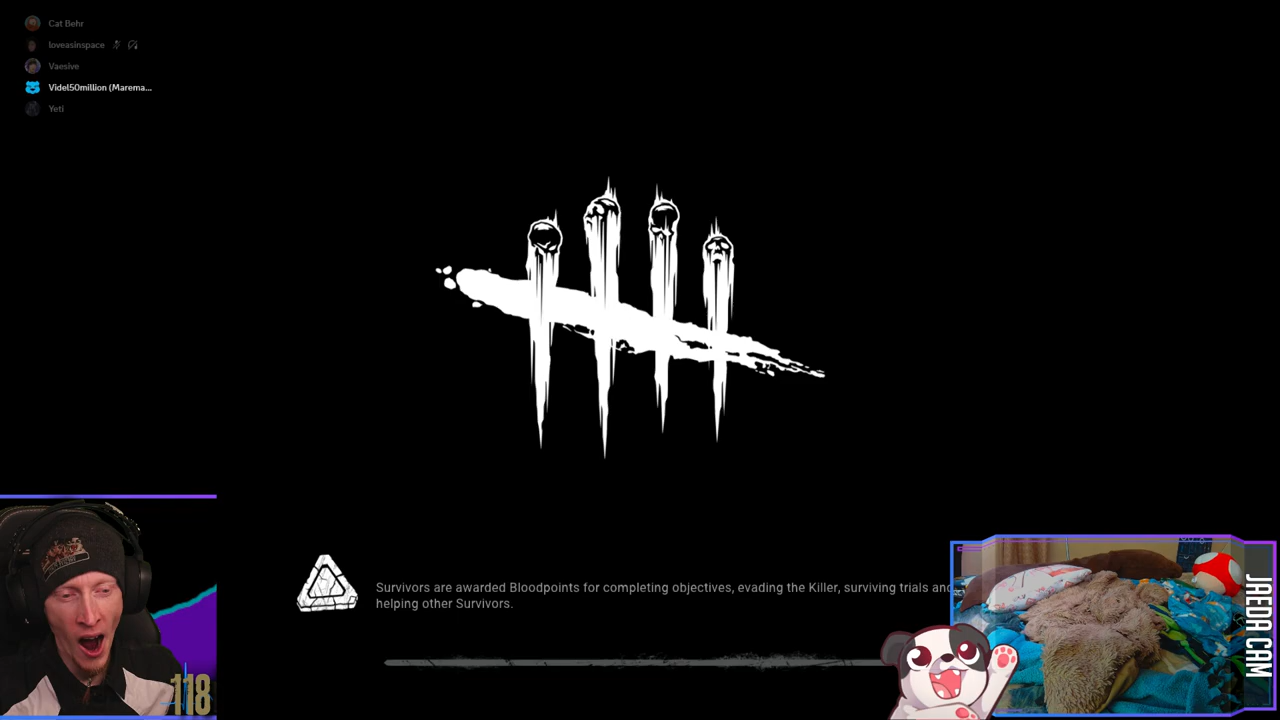 Cat Behr
loveasinspace
Vaesive
Videl50million (Marema...
Yeti
Survivors are awarded Bloodpoints for completing objectives, evading the Killer, surviving trials and
helping other Survivors.
118
JAEDA CAM